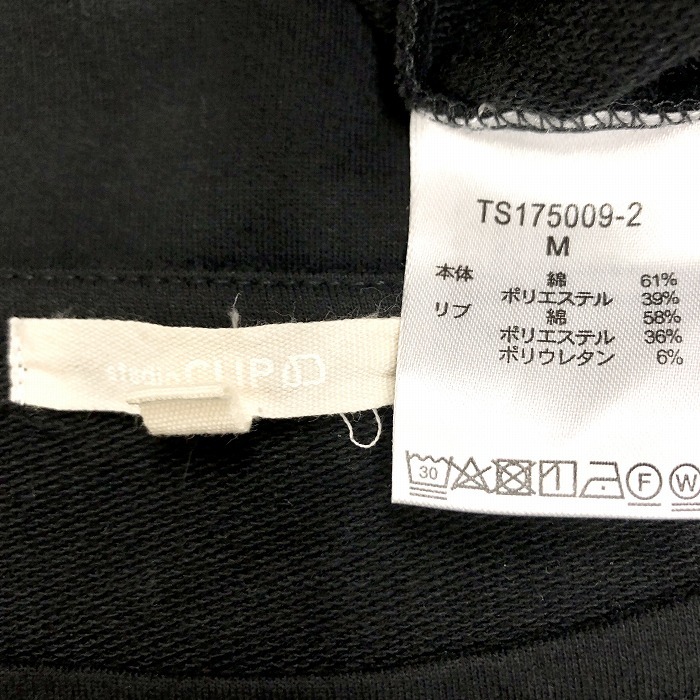 studio CLIP
TS175009-2
M
本体 綿 61%
ポリエステル 39%
リブ 綿 58%
ポリエステル 36%
ポリウレタン 6%
30 F W